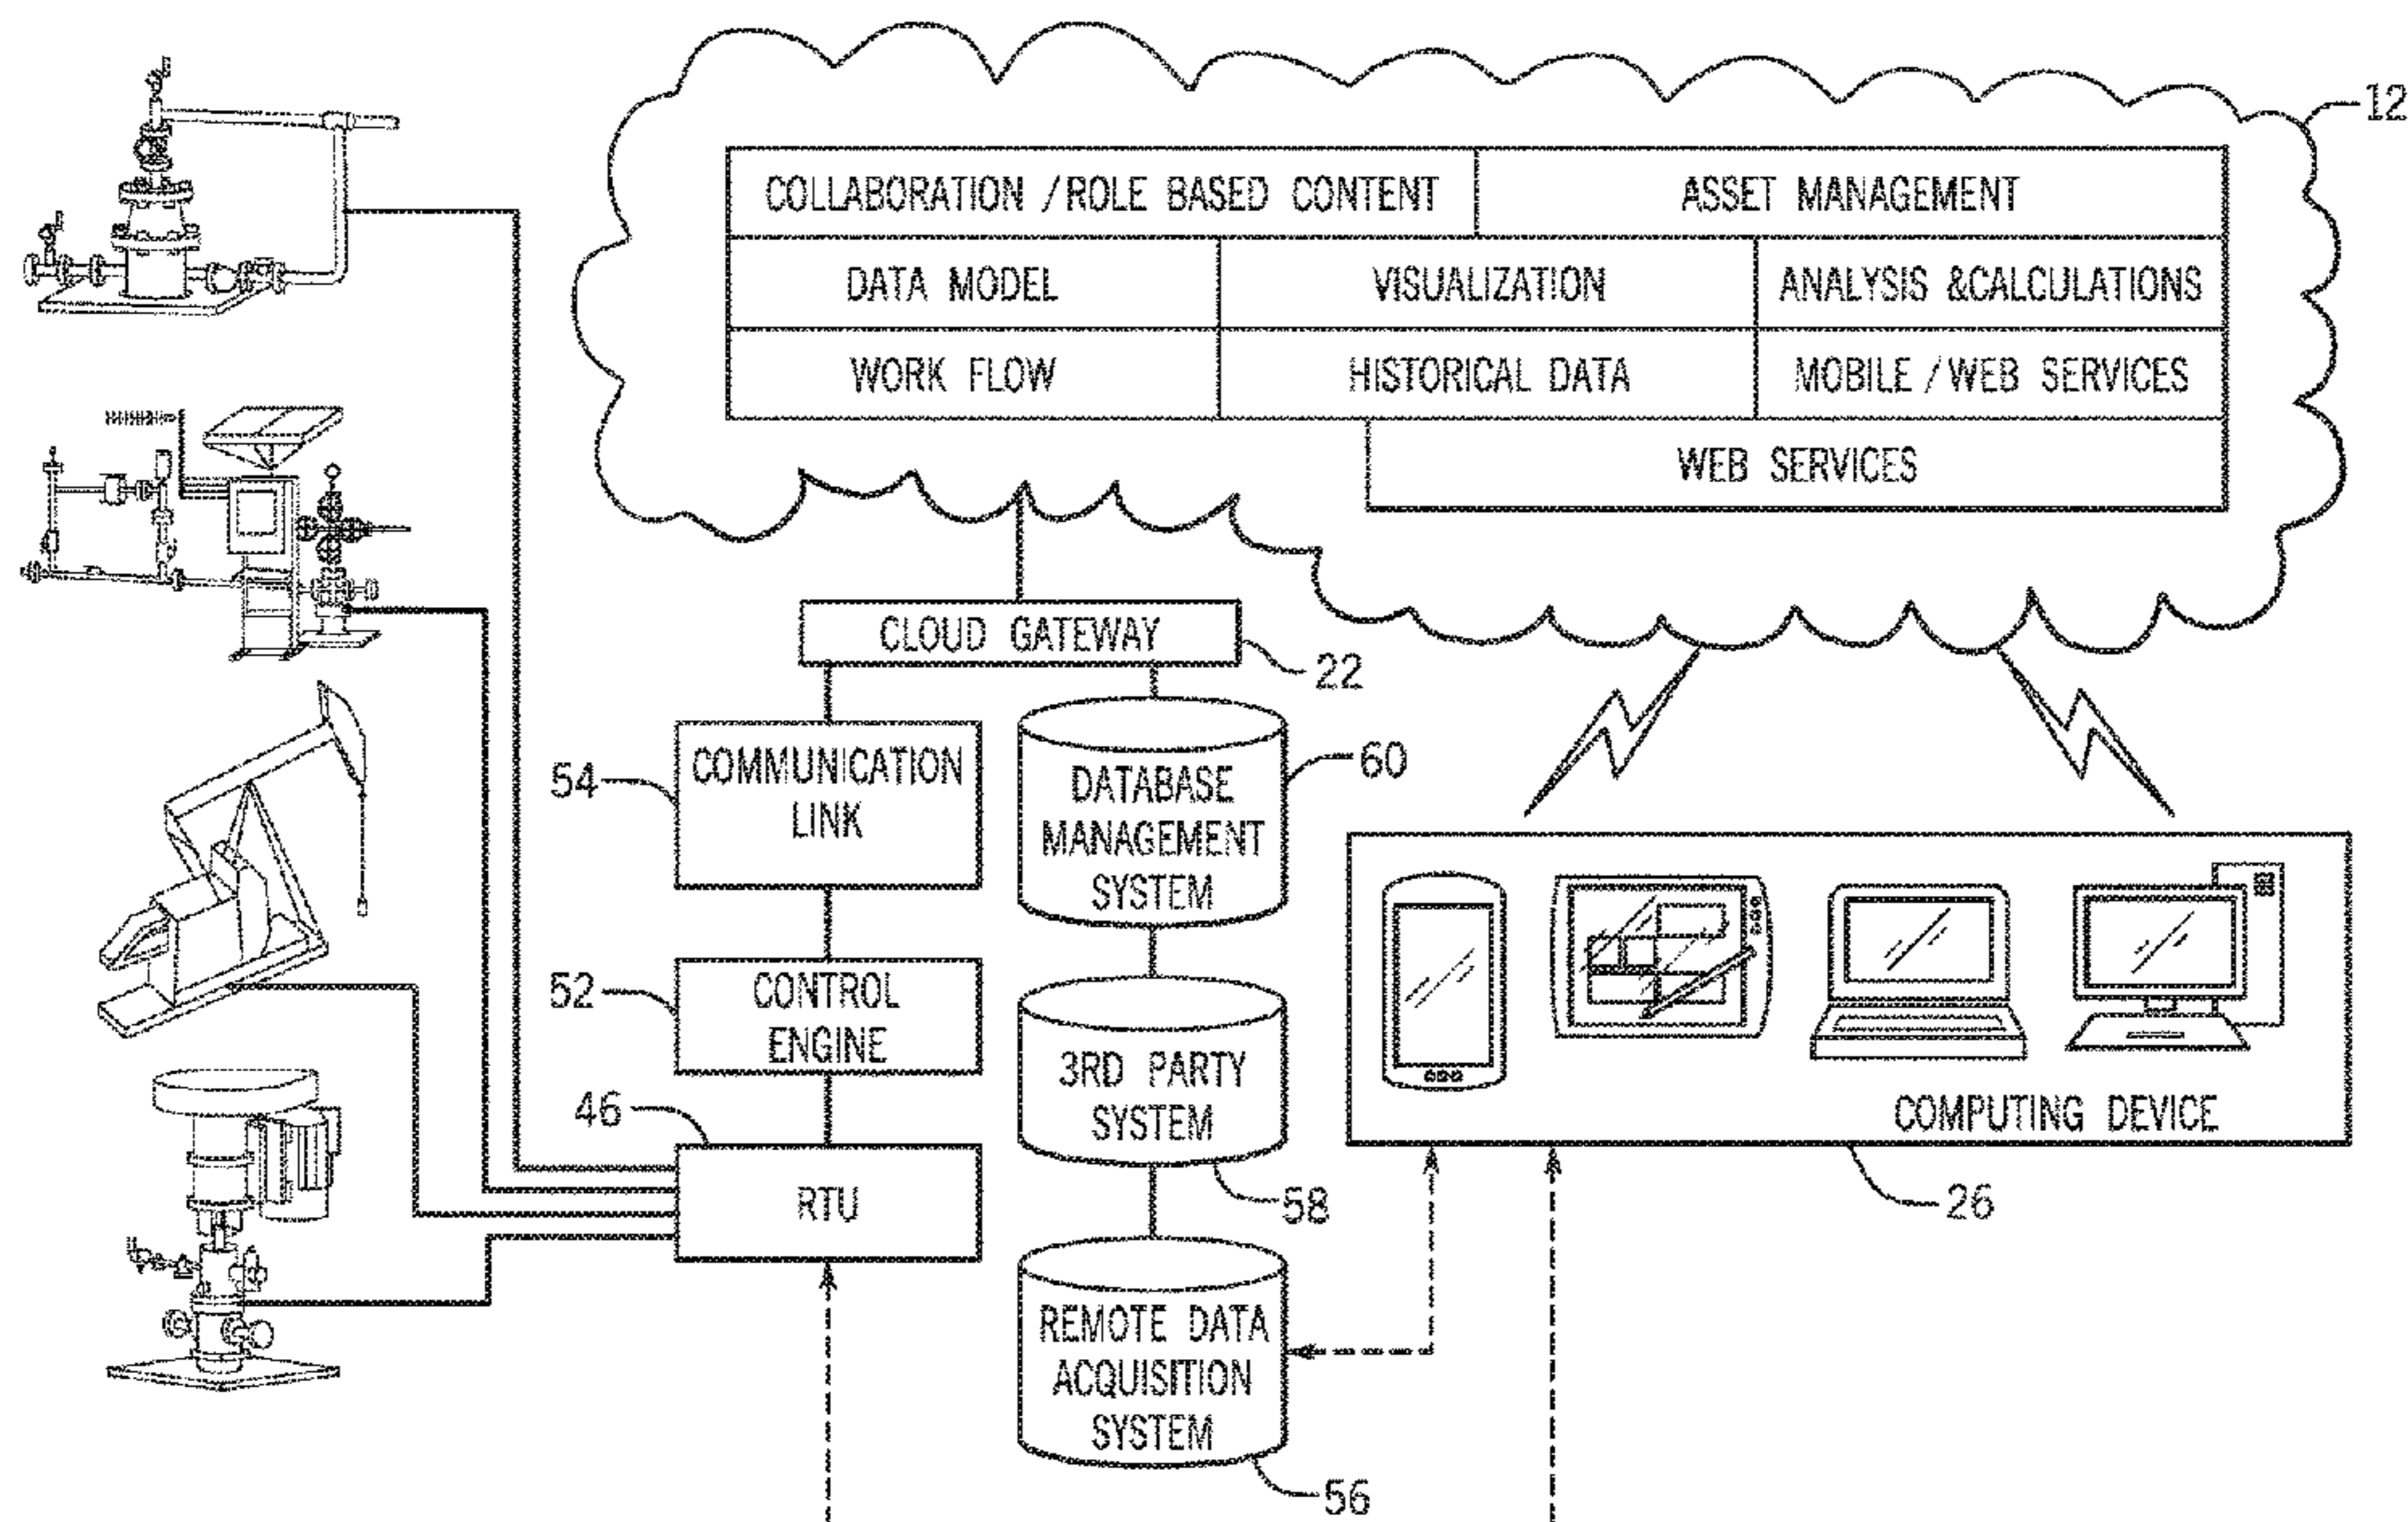 12
COLLABORATION / ROLE BASED CONTENT
ASSET MANAGEMENT
DATA MODEL
VISUALIZATION
ANALYSIS &CALCULATIONS
WORK FLOW
HISTORICAL DATA
MOBILE / WEB SERVICES
WEB SERVICES
CLOUD GATEWAY
22
54
COMMUNICATION
LINK
60
DATABASE
MANAGEMENT
SYSTEM
52
CONTROL
ENGINE
3RD PARTY
SYSTEM
58
46
RTU
COMPUTING DEVICE
26
REMOTE DATA
ACQUISITION
SYSTEM
56